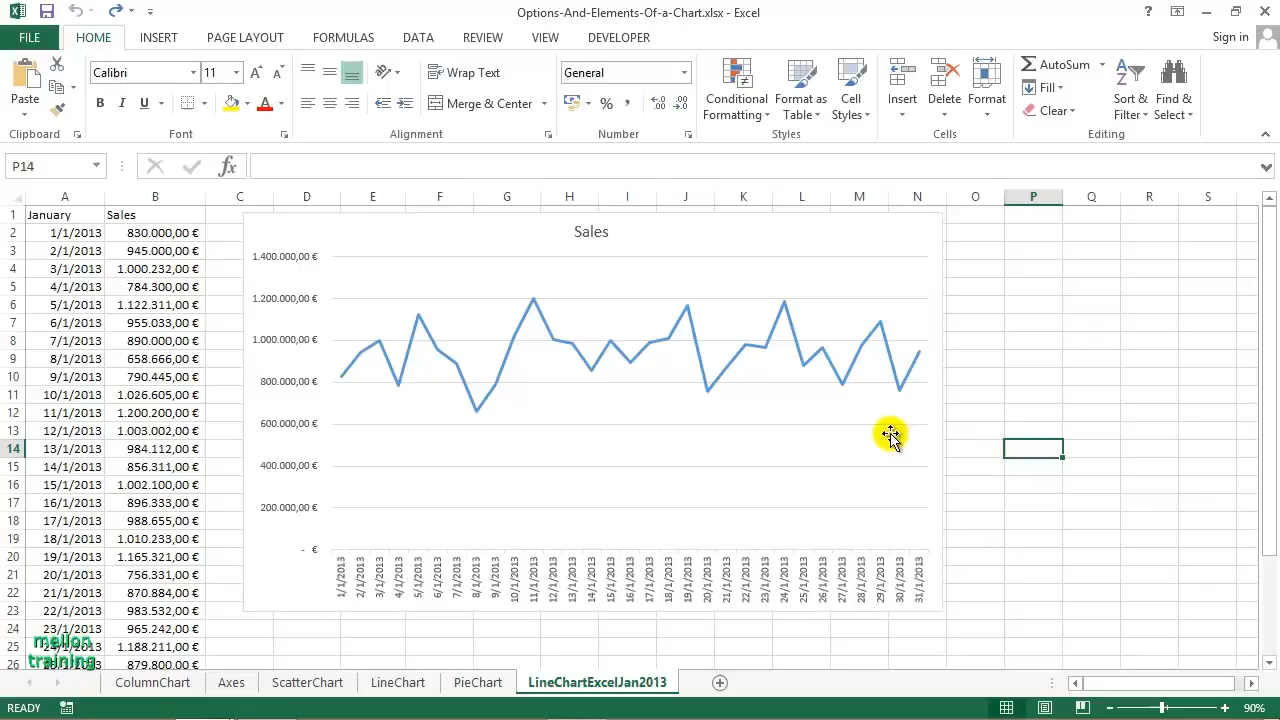 Options-And-Elements-Of-a-Chart.xlsx - Excel
FILE HOME INSERT PAGE LAYOUT FORMULAS DATA REVIEW VIEW DEVELOPER Sign in
Paste
Calibri 11
Wrap Text
Merge & Center
General
Conditional Formatting
Format as Table
Cell Styles
Insert
Delete
Format
AutoSum
Fill
Clear
Sort & Filter
Find & Select
Clipboard Font Alignment Number Styles Cells Editing
P14
A B C D E F G H I J K L M N O P Q R S
1 January Sales
2 1/1/2013 830.000,00 €
3 2/1/2013 945.000,00 €
4 3/1/2013 1.000.232,00 €
5 4/1/2013 784.300,00 €
6 5/1/2013 1.122.311,00 €
7 6/1/2013 955.033,00 €
8 7/1/2013 890.000,00 €
9 8/1/2013 658.666,00 €
10 9/1/2013 790.445,00 €
11 10/1/2013 1.026.605,00 €
12 11/1/2013 1.200.200,00 €
13 12/1/2013 1.003.002,00 €
14 13/1/2013 984.112,00 €
15 14/1/2013 856.311,00 €
16 15/1/2013 1.002.100,00 €
17 16/1/2013 896.333,00 €
18 17/1/2013 988.655,00 €
19 18/1/2013 1.010.233,00 €
20 19/1/2013 1.165.321,00 €
21 20/1/2013 756.331,00 €
22 21/1/2013 870.884,00 €
23 22/1/2013 983.532,00 €
24 23/1/2013 965.242,00 €
25 1.188.211,00 €
26 879.800,00 €
mellon
training
Sales
1.400.000,00 €
1.200.000,00 €
1.000.000,00 €
800.000,00 €
600.000,00 €
400.000,00 €
200.000,00 €
- €
1/1/2013 2/1/2013 3/1/2013 4/1/2013 5/1/2013 6/1/2013 7/1/2013 8/1/2013 9/1/2013 10/1/2013 11/1/2013 12/1/2013 13/1/2013 14/1/2013 15/1/2013 16/1/2013 17/1/2013 18/1/2013 19/1/2013 20/1/2013 21/1/2013 22/1/2013 23/1/2013 24/1/2013 25/1/2013 26/1/2013 27/1/2013 28/1/2013 29/1/2013 30/1/2013 31/1/2013
ColumnChart Axes ScatterChart LineChart PieChart LineChartExcelJan2013
READY 90%